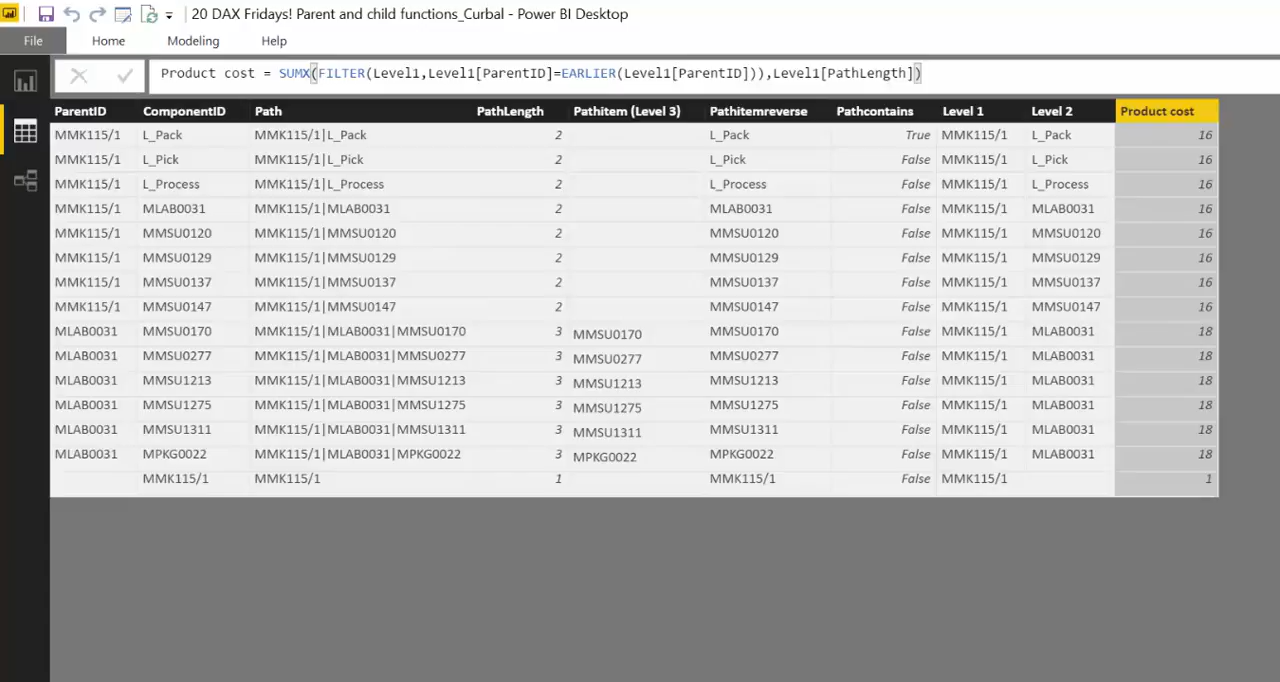 20 DAX Fridays! Parent and child functions_Curbal - Power BI Desktop
File Home Modeling Help
Product cost = SUMX(FILTER(Level1,Level1[ParentID]=EARLIER(Level1[ParentID])),Level1[PathLength])
ParentID ComponentID Path PathLength Pathitem (Level 3) Pathitemreverse Pathcontains Level 1 Level 2 Product cost
MMK115/1 L_Pack MMK115/1|L_Pack 2 L_Pack True MMK115/1 L_Pack 16
MMK115/1 L_Pick MMK115/1|L_Pick 2 L_Pick False MMK115/1 L_Pick 16
MMK115/1 L_Process MMK115/1|L_Process 2 L_Process False MMK115/1 L_Process 16
MMK115/1 MLAB0031 MMK115/1|MLAB0031 2 MLAB0031 False MMK115/1 MLAB0031 16
MMK115/1 MMSU0120 MMK115/1|MMSU0120 2 MMSU0120 False MMK115/1 MMSU0120 16
MMK115/1 MMSU0129 MMK115/1|MMSU0129 2 MMSU0129 False MMK115/1 MMSU0129 16
MMK115/1 MMSU0137 MMK115/1|MMSU0137 2 MMSU0137 False MMK115/1 MMSU0137 16
MMK115/1 MMSU0147 MMK115/1|MMSU0147 2 MMSU0147 False MMK115/1 MMSU0147 16
MLAB0031 MMSU0170 MMK115/1|MLAB0031|MMSU0170 3 MMSU0170 MMSU0170 False MMK115/1 MLAB0031 18
MLAB0031 MMSU0277 MMK115/1|MLAB0031|MMSU0277 3 MMSU0277 MMSU0277 False MMK115/1 MLAB0031 18
MLAB0031 MMSU1213 MMK115/1|MLAB0031|MMSU1213 3 MMSU1213 MMSU1213 False MMK115/1 MLAB0031 18
MLAB0031 MMSU1275 MMK115/1|MLAB0031|MMSU1275 3 MMSU1275 MMSU1275 False MMK115/1 MLAB0031 18
MLAB0031 MMSU1311 MMK115/1|MLAB0031|MMSU1311 3 MMSU1311 MMSU1311 False MMK115/1 MLAB0031 18
MLAB0031 MPKG0022 MMK115/1|MLAB0031|MPKG0022 3 MPKG0022 MPKG0022 False MMK115/1 MLAB0031 18
MMK115/1 MMK115/1 1 MMK115/1 False MMK115/1 1